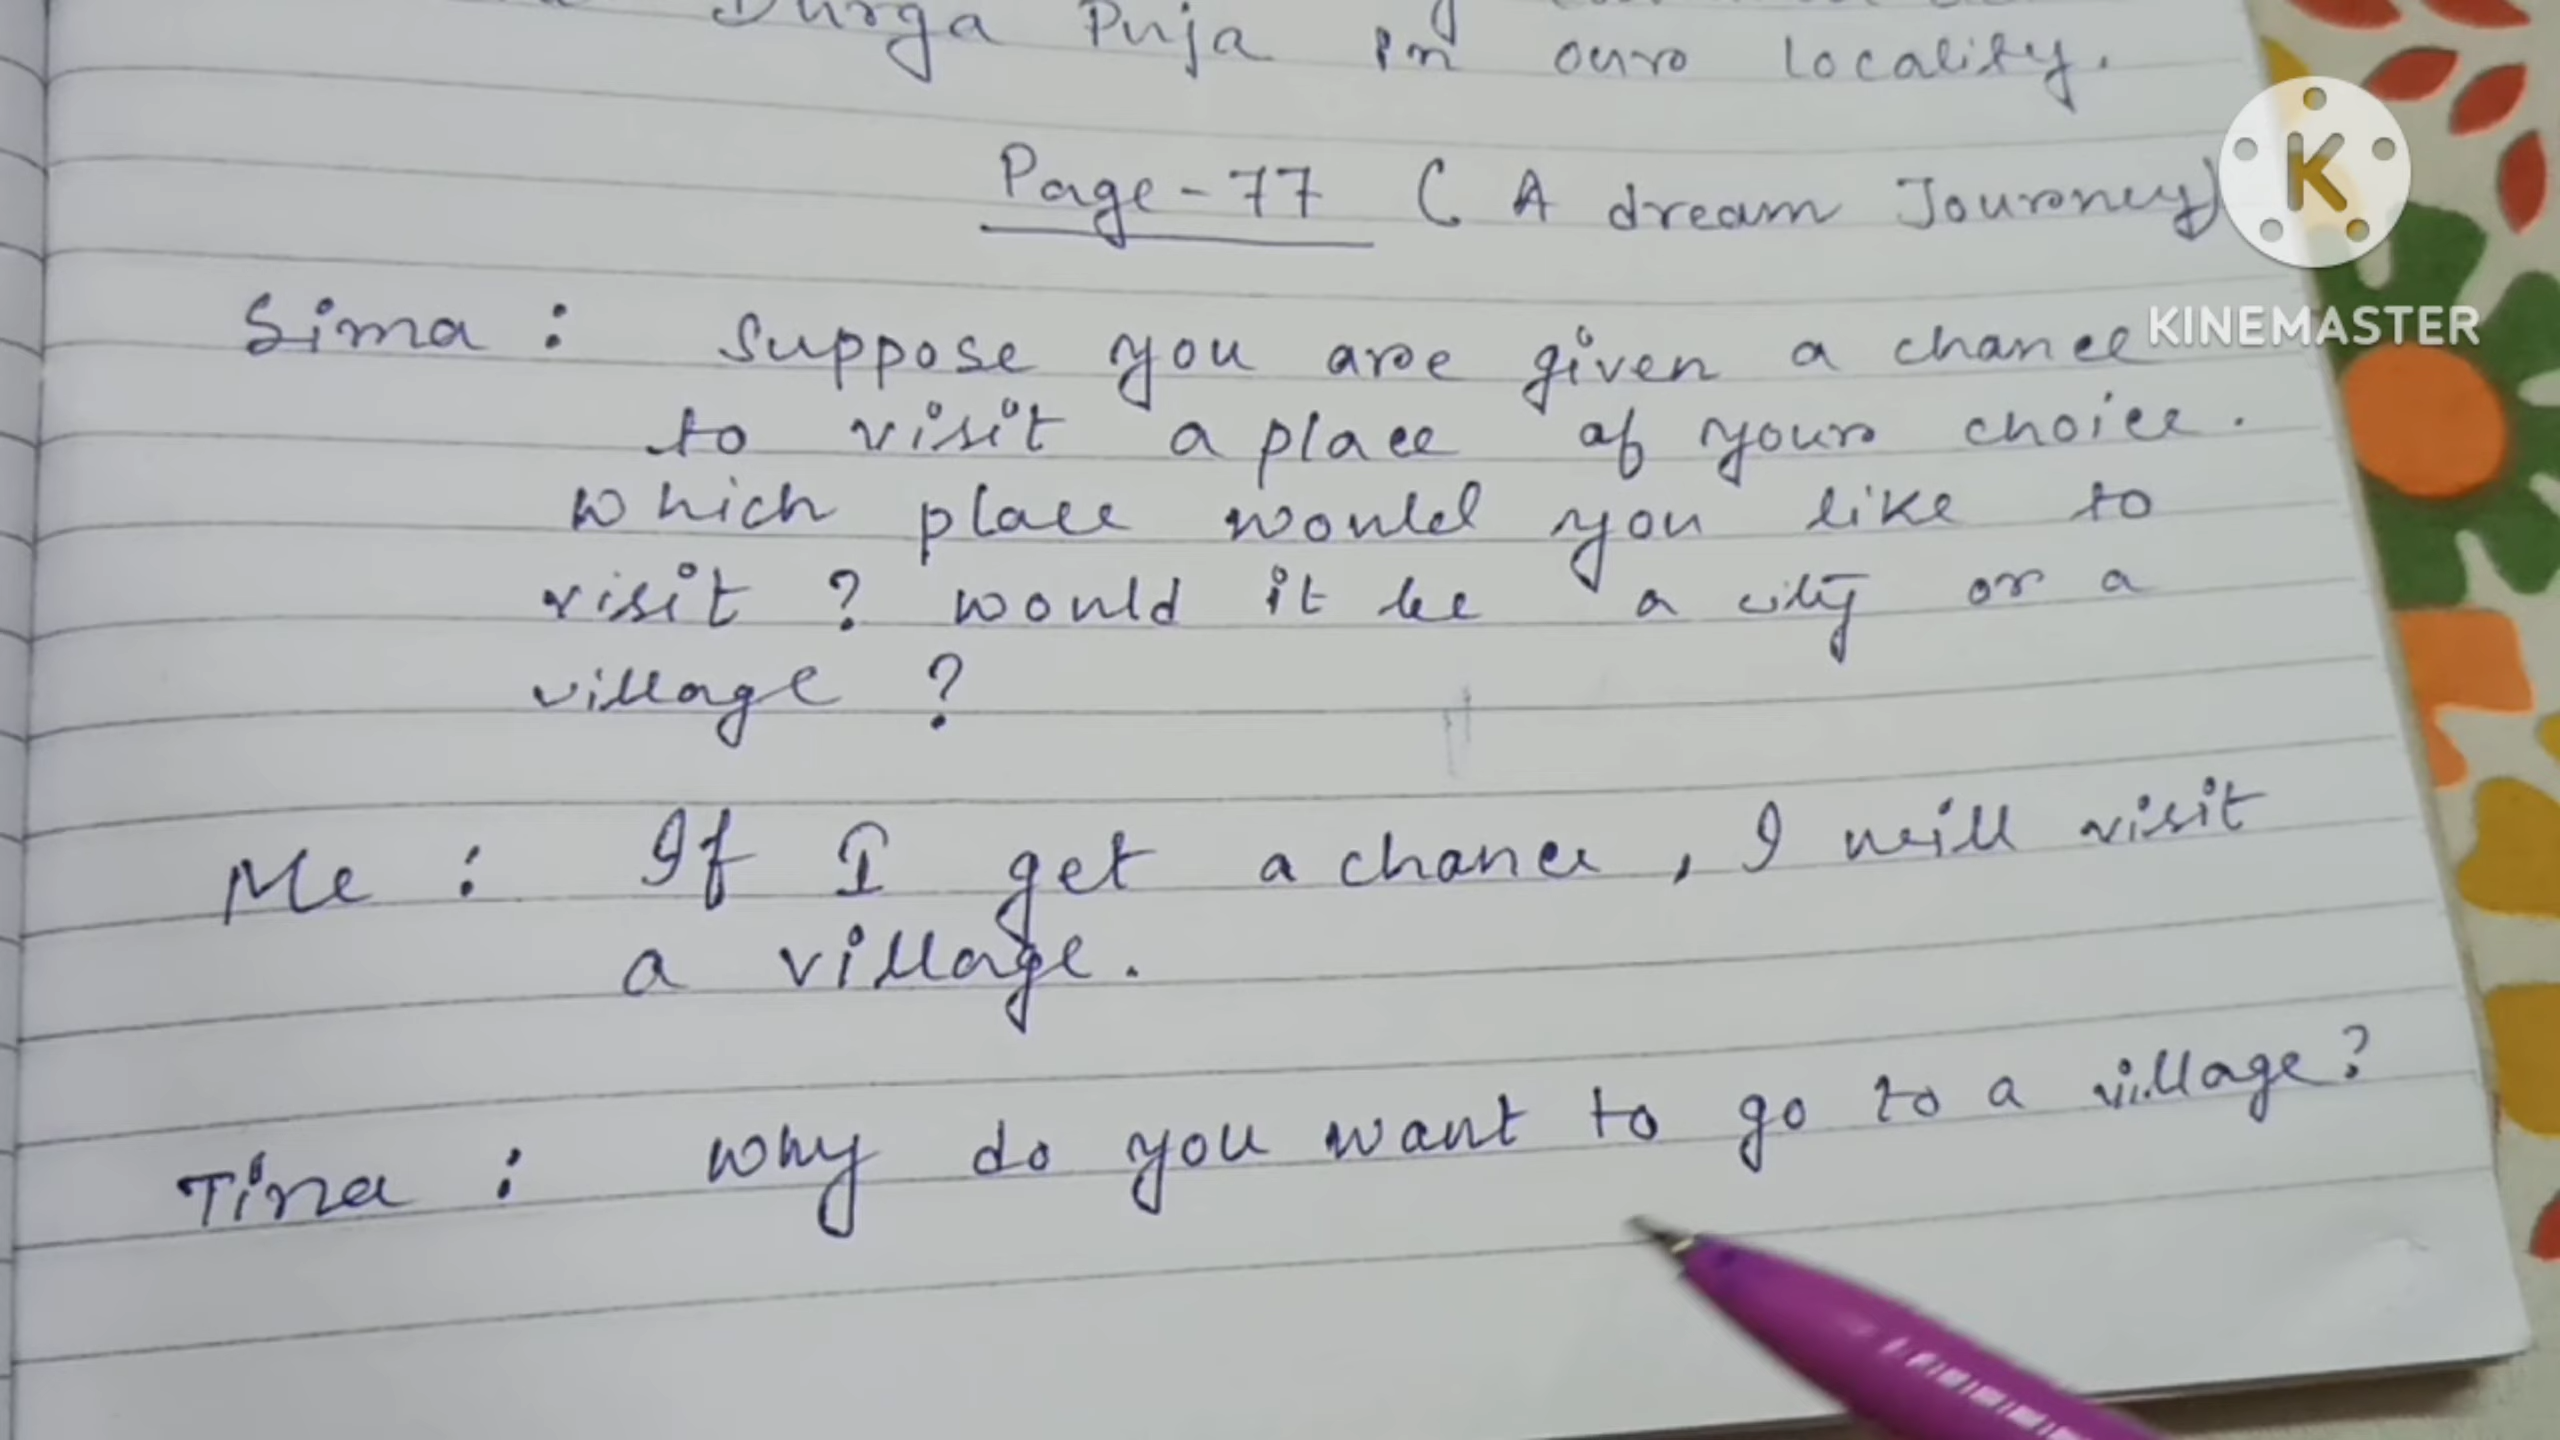 Durga Puja in our locality.
Page-77 ( A dream Journey)
Sima : Suppose you are given a chance
to visit a place of your choice.
which place would you like to
visit ? would it be a city or a
village ?
Me : If I get a chance, I will visit
a village.
Tina : why do you want to go to a village?
KINEMASTER